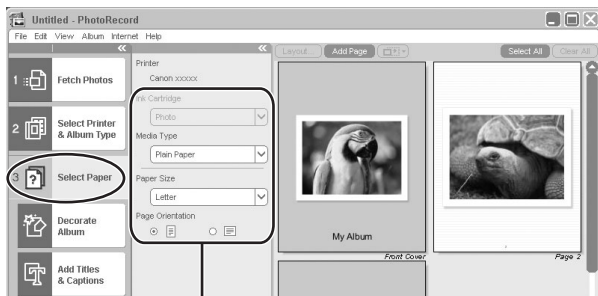 Untitled - PhotoRecord
File Edit View Album Internet Help
Layout... Add Page Select All Clear All
1 Fetch Photos
2 Select Printer
& Album Type
3 Select Paper
Decorate
Album
Add Titles
& Captions
Printer
Canon xxxxx
Ink Cartridge
Photo
Media Type
Plain Paper
Paper Size
Letter
Page Orientation
My Album
Front Cover
Page 2